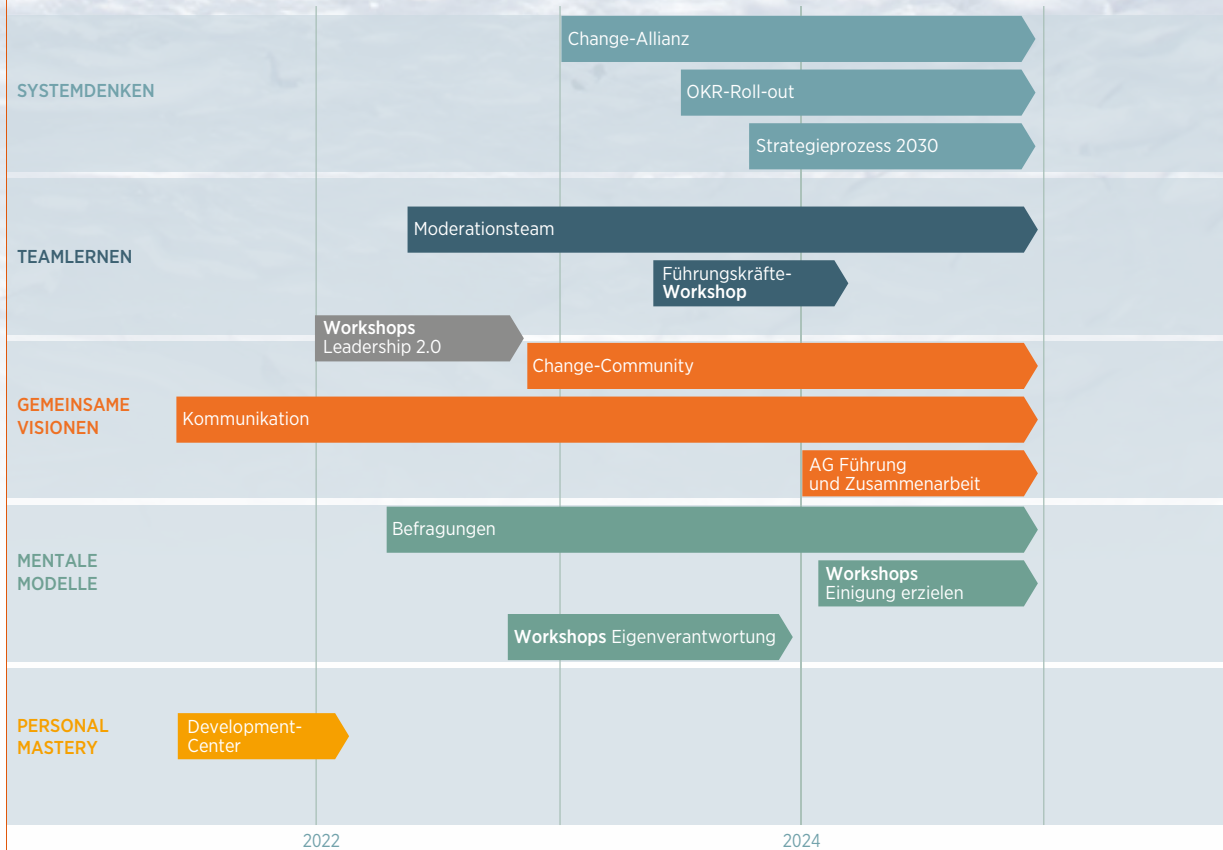 SYSTEMDENKEN
Change-Allianz
OKR-Roll-out
Strategieprozess 2030
TEAMLERNEN
Moderationsteam
Führungskräfte-
Workshop
Workshops
Leadership 2.0
GEMEINSAME
VISIONEN
Change-Community
Kommunikation
AG Führung
und Zusammenarbeit
MENTALE
MODELLE
Befragungen
Workshops
Einigung erzielen
Workshops Eigenverantwortung
PERSONAL
MASTERY
Development-
Center
2022
2024